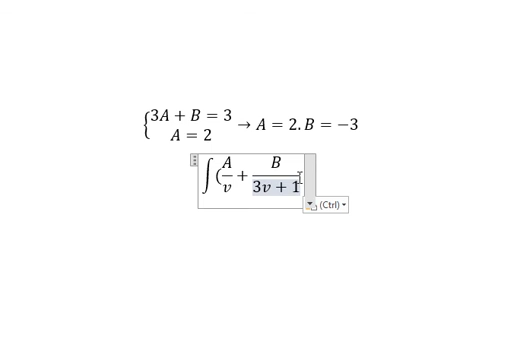 {3A + B = 3
A = 2 → A = 2. B = −3
∫(A/v + B/(3v + 1)
(Ctrl)